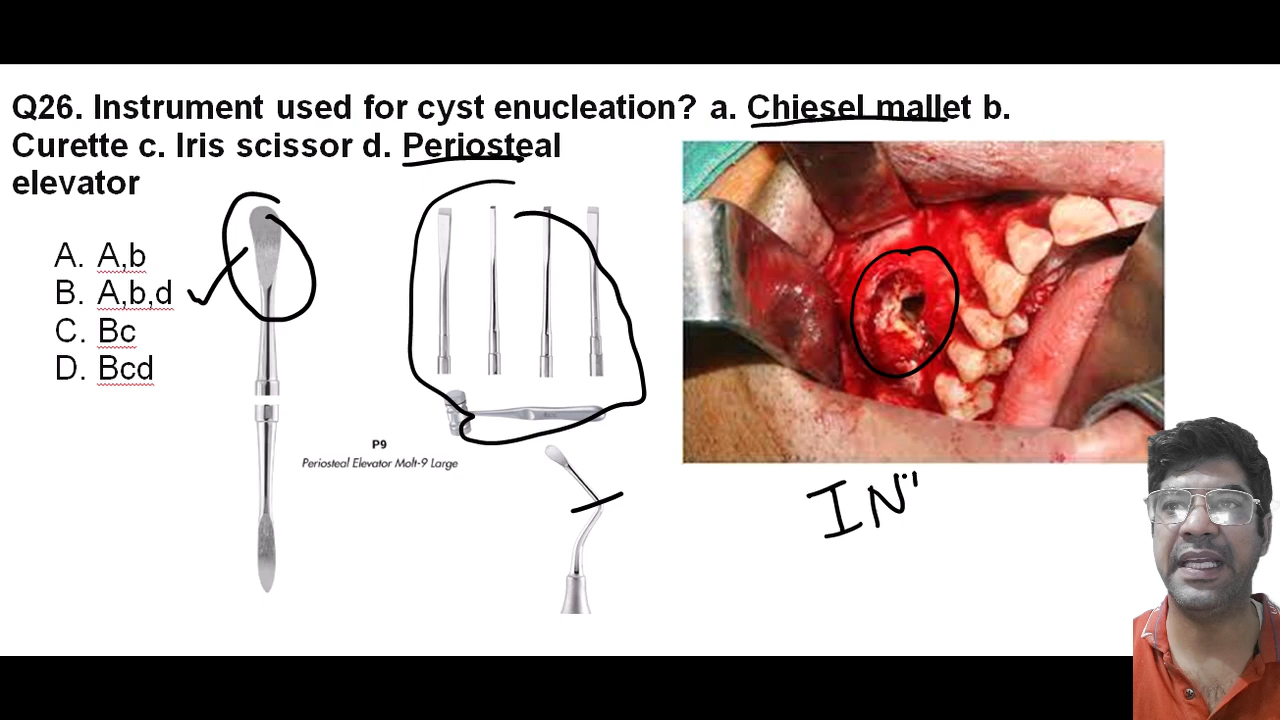 Q26. Instrument used for cyst enucleation? a. Chiesel mallet b.
Curette c. Iris scissor d. Periosteal
elevator
A. A,b
B. A,b,d
C. Bc
D. Bcd
P9
Periosteal Elevator Molt-9 Large
IN